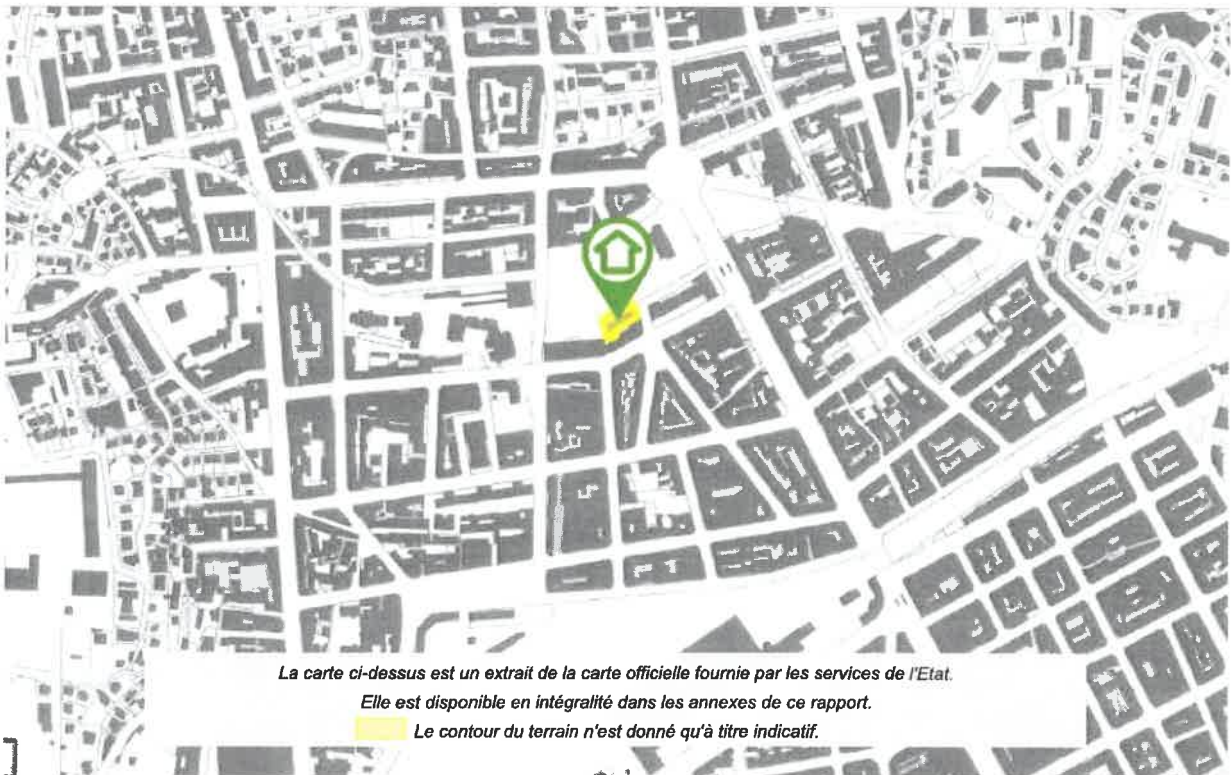 La carte ci-dessus est un extrait de la carte officielle fournie par les services de l'Etat.
Elle est disponible en intégralité dans les annexes de ce rapport.
Le contour du terrain n'est donné qu'à titre indicatif.